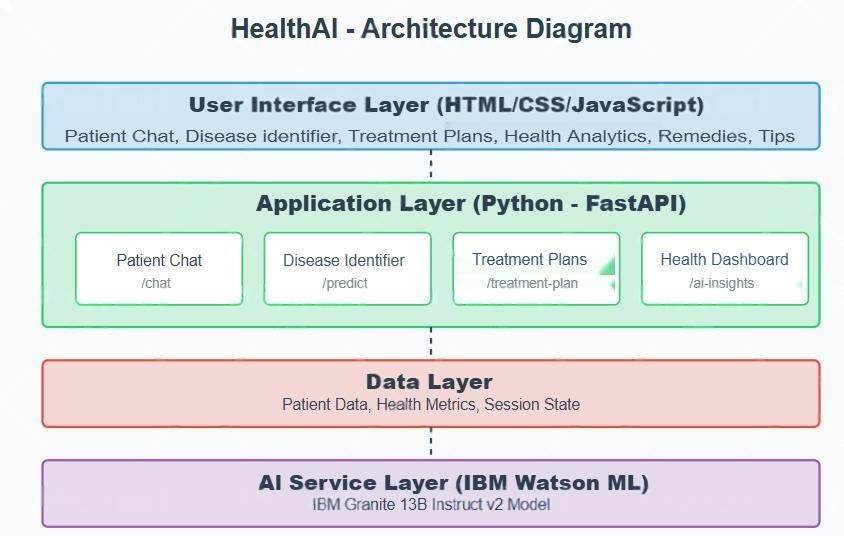 HealthAI - Architecture Diagram
User Interface Layer (HTML/CSS/JavaScript)
Patient Chat, Disease identifier, Treatment Plans, Health Analytics, Remedies, Tips
Application Layer (Python - FastAPI)
Patient Chat
/chat
Disease Identifier
/predict
Treatment Plans
/treatment-plan
Health Dashboard
/ai-insights
Data Layer
Patient Data, Health Metrics, Session State
AI Service Layer (IBM Watson ML)
IBM Granite 13B Instruct v2 Model